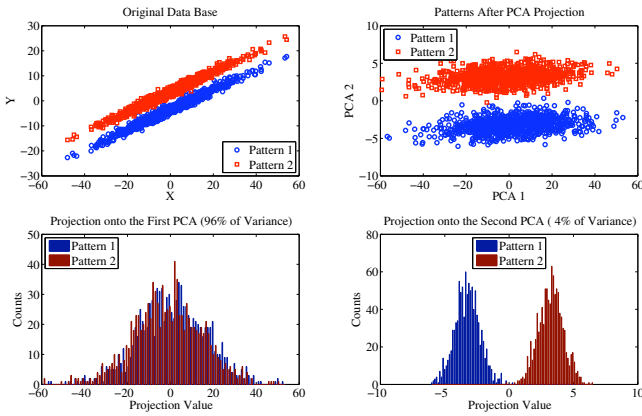 Original Data Base
30
20
10
0
−10
−20
−30
Y
Pattern 1
Pattern 2
−60 −40 −20 0 20 40 60
X
Patterns After PCA Projection
10
5
0
−5
−10
PCA 2
Pattern 1
Pattern 2
−60 −40 −20 0 20 40 60
PCA 1
Projection onto the First PCA (96% of Variance)
50
40
30
20
10
0
Counts
Pattern 1
Pattern 2
−60 −40 −20 0 20 40 60
Projection Value
Projection onto the Second PCA ( 4% of Variance)
80
60
40
20
0
Counts
Pattern 1
Pattern 2
−10 −5 0 5 10
Projection Value